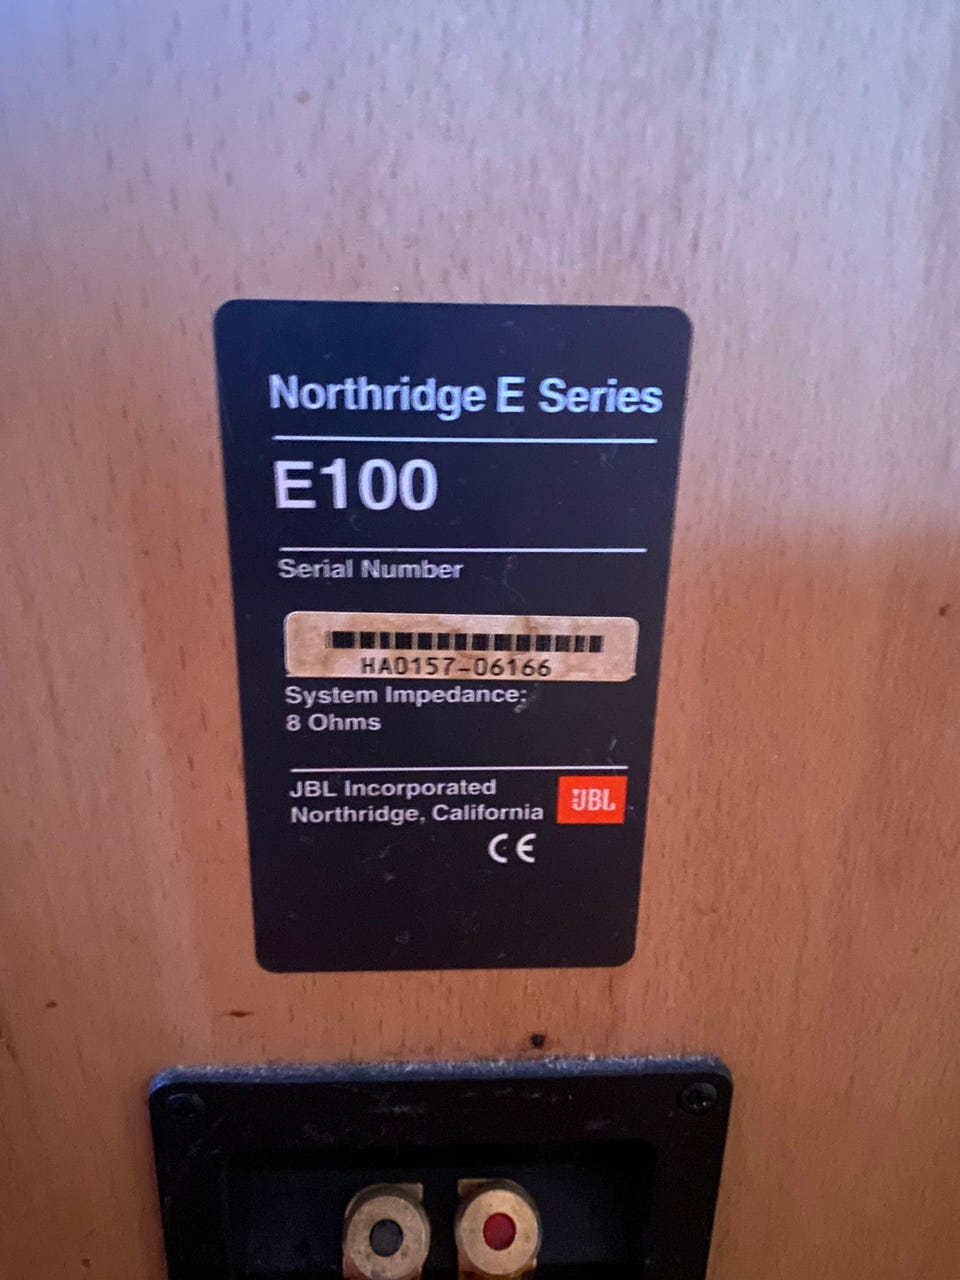 Northridge E Series
E100
Serial Number
HA0157-06166
System Impedance:
8 Ohms
JBL Incorporated
Northridge, California
JBL
CE